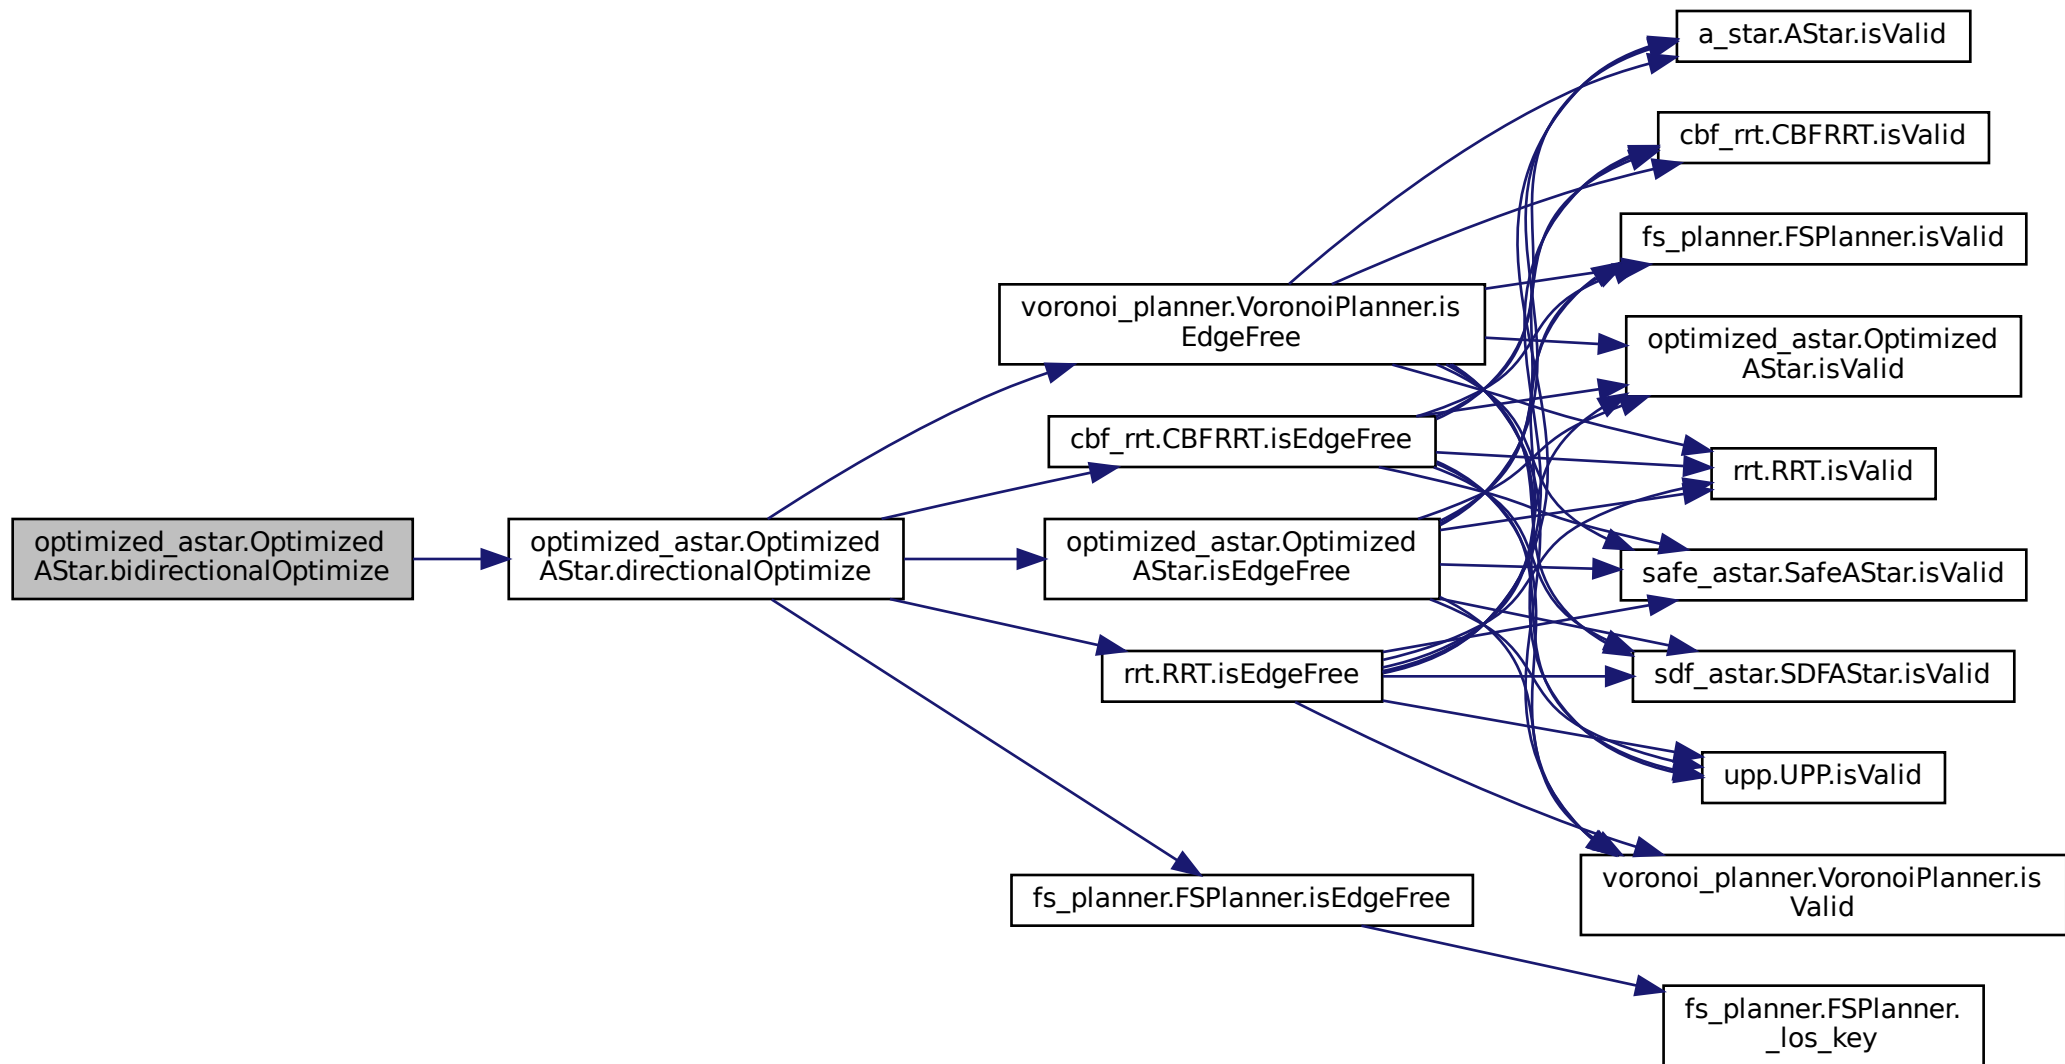 optimized_astar.Optimized
AStar.bidirectionalOptimize
optimized_astar.Optimized
AStar.directionalOptimize
voronoi_planner.VoronoiPlanner.is
EdgeFree
cbf_rrt.CBFRRT.isEdgeFree
optimized_astar.Optimized
AStar.isEdgeFree
rrt.RRT.isEdgeFree
fs_planner.FSPlanner.isEdgeFree
a_star.AStar.isValid
cbf_rrt.CBFRRT.isValid
fs_planner.FSPlanner.isValid
optimized_astar.Optimized
AStar.isValid
rrt.RRT.isValid
safe_astar.SafeAStar.isValid
sdf_astar.SDFAStar.isValid
upp.UPP.isValid
voronoi_planner.VoronoiPlanner.is
Valid
fs_planner.FSPlanner.
_los_key